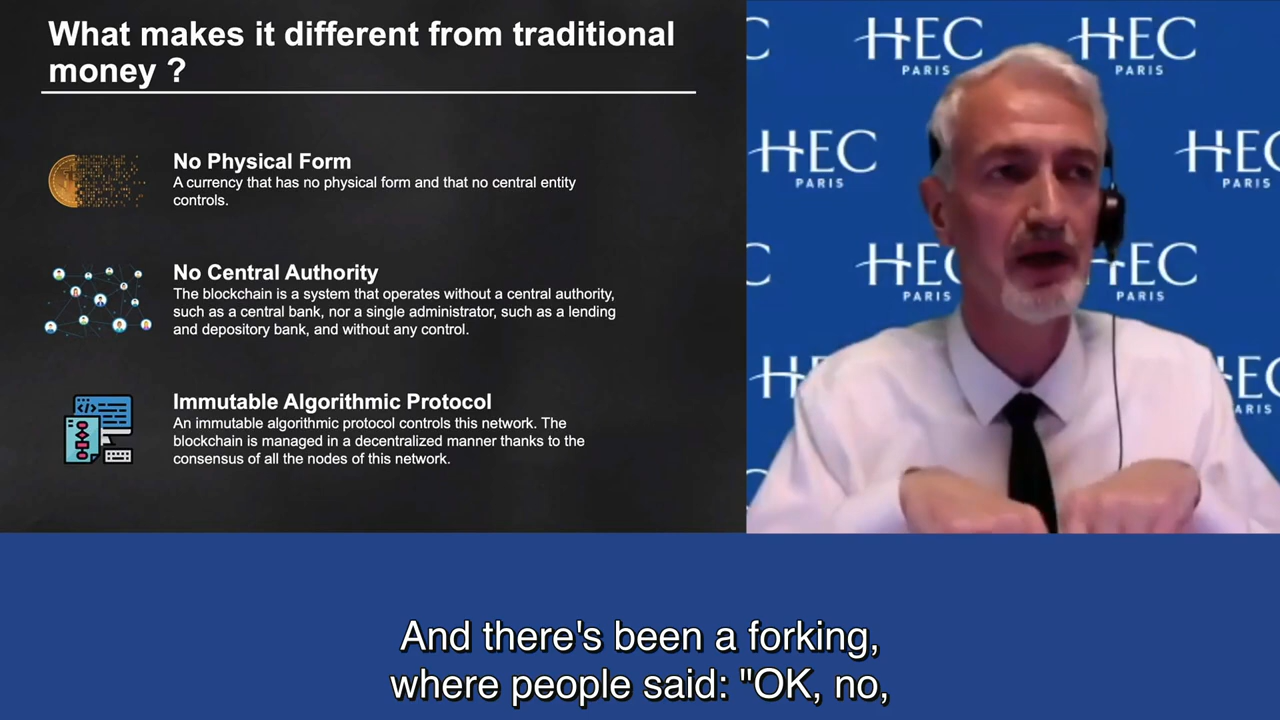 What makes it different from traditional
money ?
No Physical Form
A currency that has no physical form and that no central entity
controls.
No Central Authority
The blockchain is a system that operates without a central authority,
such as a central bank, nor a single administrator, such as a lending
and depository bank, and without any control.
Immutable Algorithmic Protocol
An immutable algorithmic protocol controls this network. The
blockchain is managed in a decentralized manner thanks to the
consensus of all the nodes of this network.
HEC
PARIS
HEC
PARIS
HEC
PARIS
HEC
PARIS
HEC
PARIS
HEC
PARIS
And there's been a forking,
where people said: "OK, no,